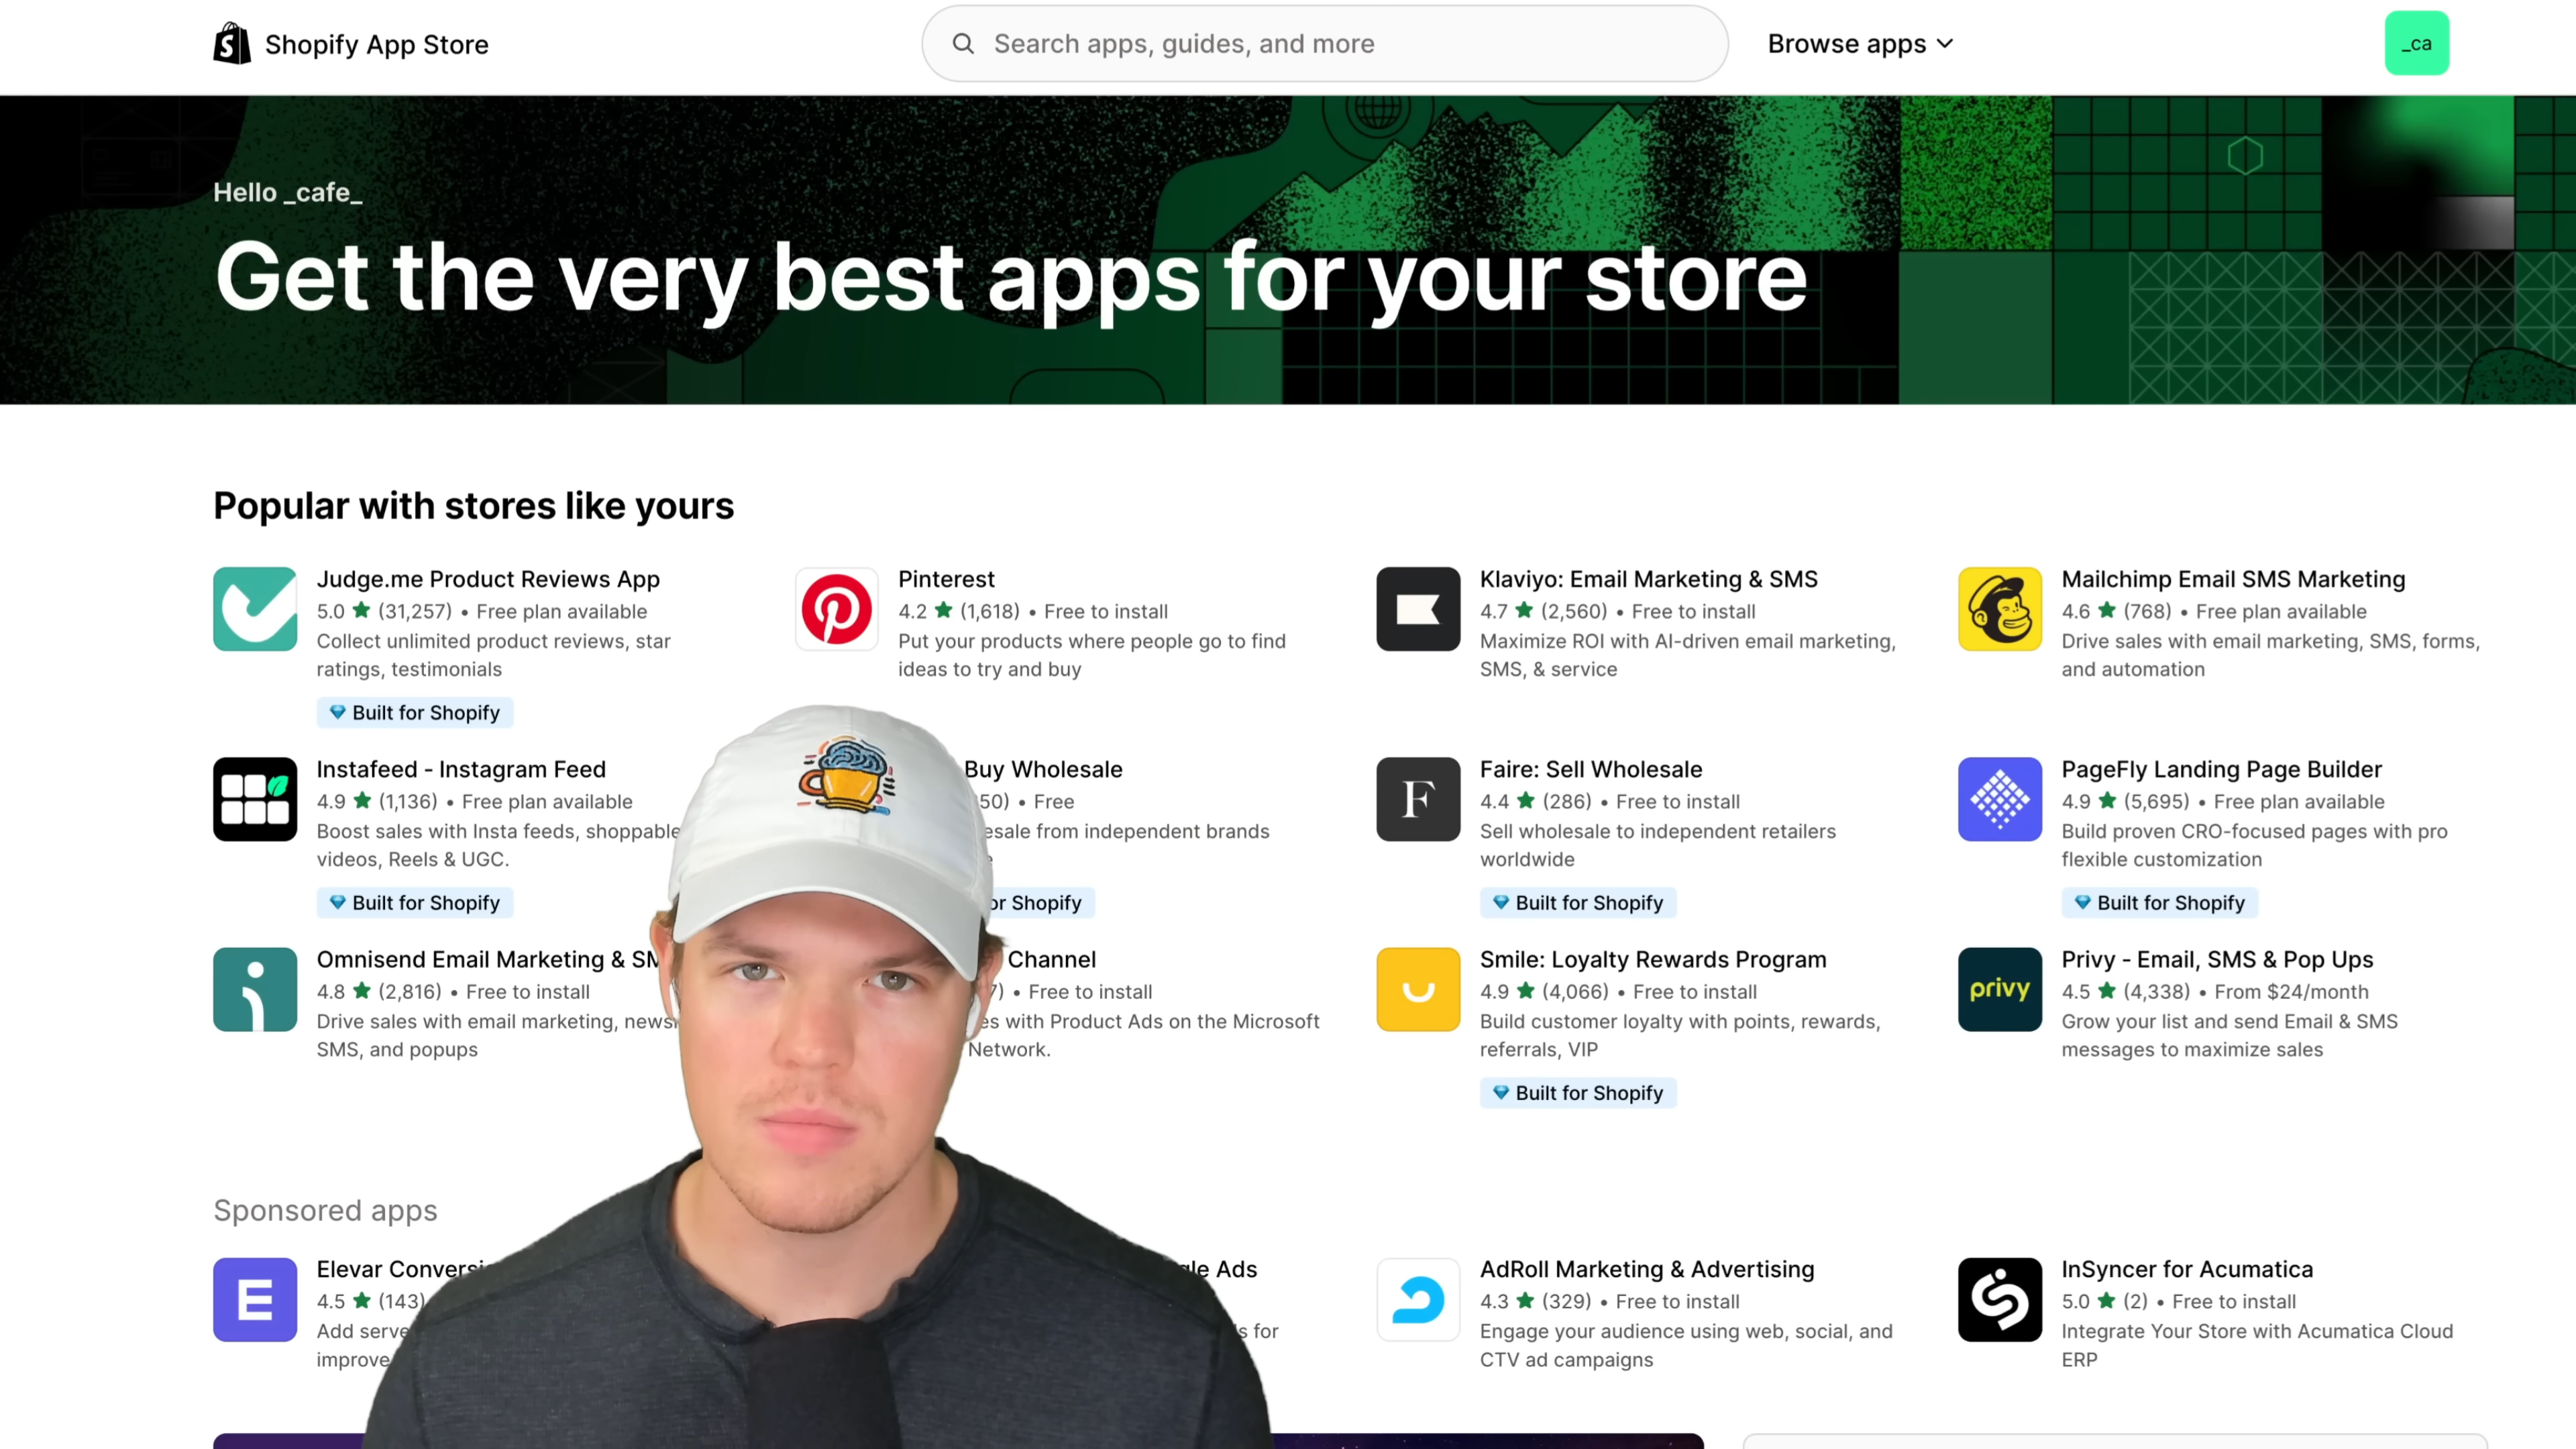 Shopify App Store
Search apps, guides, and more
Browse apps
_ca
Hello _cafe_
Get the very best apps for your store
Popular with stores like yours
Judge.me Product Reviews App
5.0 ★ (31,257) • Free plan available
Collect unlimited product reviews, star
ratings, testimonials
Built for Shopify
Pinterest
4.2 ★ (1,618) • Free to install
Put your products where people go to find
ideas to try and buy
Klaviyo: Email Marketing & SMS
4.7 ★ (2,560) • Free to install
Maximize ROI with AI-driven email marketing,
SMS, & service
Mailchimp Email SMS Marketing
4.6 ★ (768) • Free plan available
Drive sales with email marketing, SMS, forms,
and automation
Instafeed - Instagram Feed
4.9 ★ (1,136) • Free plan available
Boost sales with Insta feeds, shoppable
videos, Reels & UGC.
Built for Shopify
Buy Wholesale
50) • Free
from independent brands
Shopify
F
Faire: Sell Wholesale
4.4 ★ (286) • Free to install
Sell wholesale to independent retailers
worldwide
Built for Shopify
PageFly Landing Page Builder
4.9 ★ (5,695) • Free plan available
Build proven CRO-focused pages with pro
flexible customization
Built for Shopify
Omnisend Email Marketing &
4.8 ★ (2,816) • Free to install
Drive sales with email marketing,
SMS, and popups
Channel
7) • Free to install
with Product Ads on the Microsoft
Network.
Smile: Loyalty Rewards Program
4.9 ★ (4,066) • Free to install
Build customer loyalty with points, rewards,
referrals, VIP
Built for Shopify
privy
Privy - Email, SMS & Pop Ups
4.5 ★ (4,338) • From $24/month
Grow your list and send Email & SMS
messages to maximize sales
Sponsored apps
E
Elevar
4.5 ★ (143)
Add
improve
Ads
for
AdRoll Marketing & Advertising
4.3 ★ (329) • Free to install
Engage your audience using web, social, and
CTV ad campaigns
InSyncer for Acumatica
5.0 ★ (2) • Free to install
Integrate Your Store with Acumatica Cloud
ERP